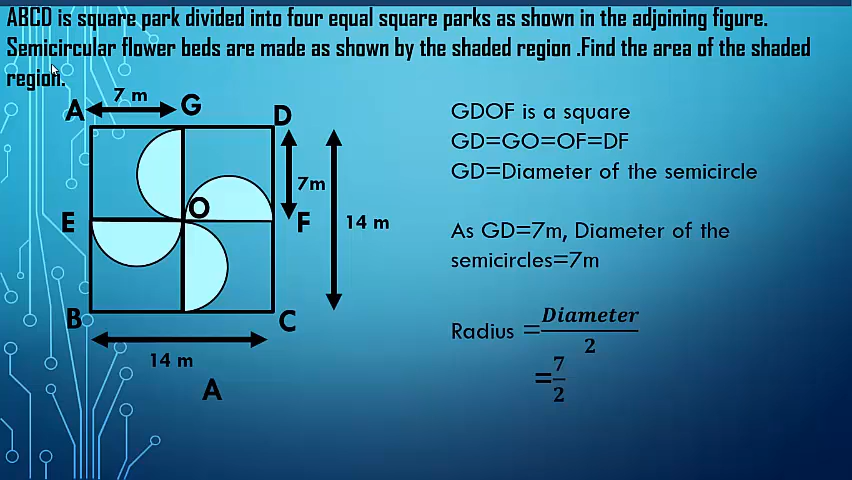 ABCD is square park divided into four equal square parks as shown in the adjoining figure.
Semicircular flower beds are made as shown by the shaded region .Find the area of the shaded
region.
7 m
A
G
D
7m
E
O
F
14 m
B
C
14 m
A
GDOF is a square
GD=GO=OF=DF
GD=Diameter of the semicircle
As GD=7m, Diameter of the
semicircles=7m
Radius =Diameter/2
=7/2